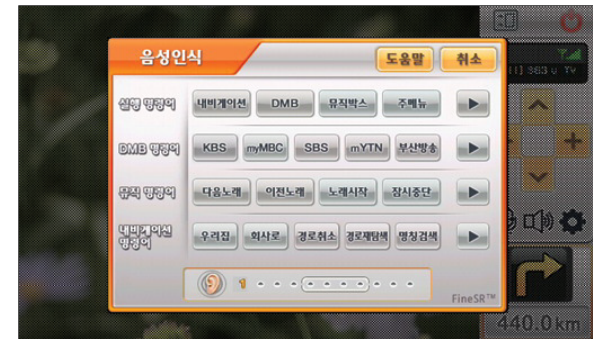 음성인식 도움말 취소
실행 명령어 내비게이션 DMB 뮤직박스 주메뉴
DMB 명령어 KBS myMBC SBS mYTN 부산방송
뮤직 명령어 다음노래 이전노래 노래시작 잠시중단
내비게이션
명령어 우리집 회사로 경로취소 경로재탐색 명칭검색
1
FineSR™
440.0km